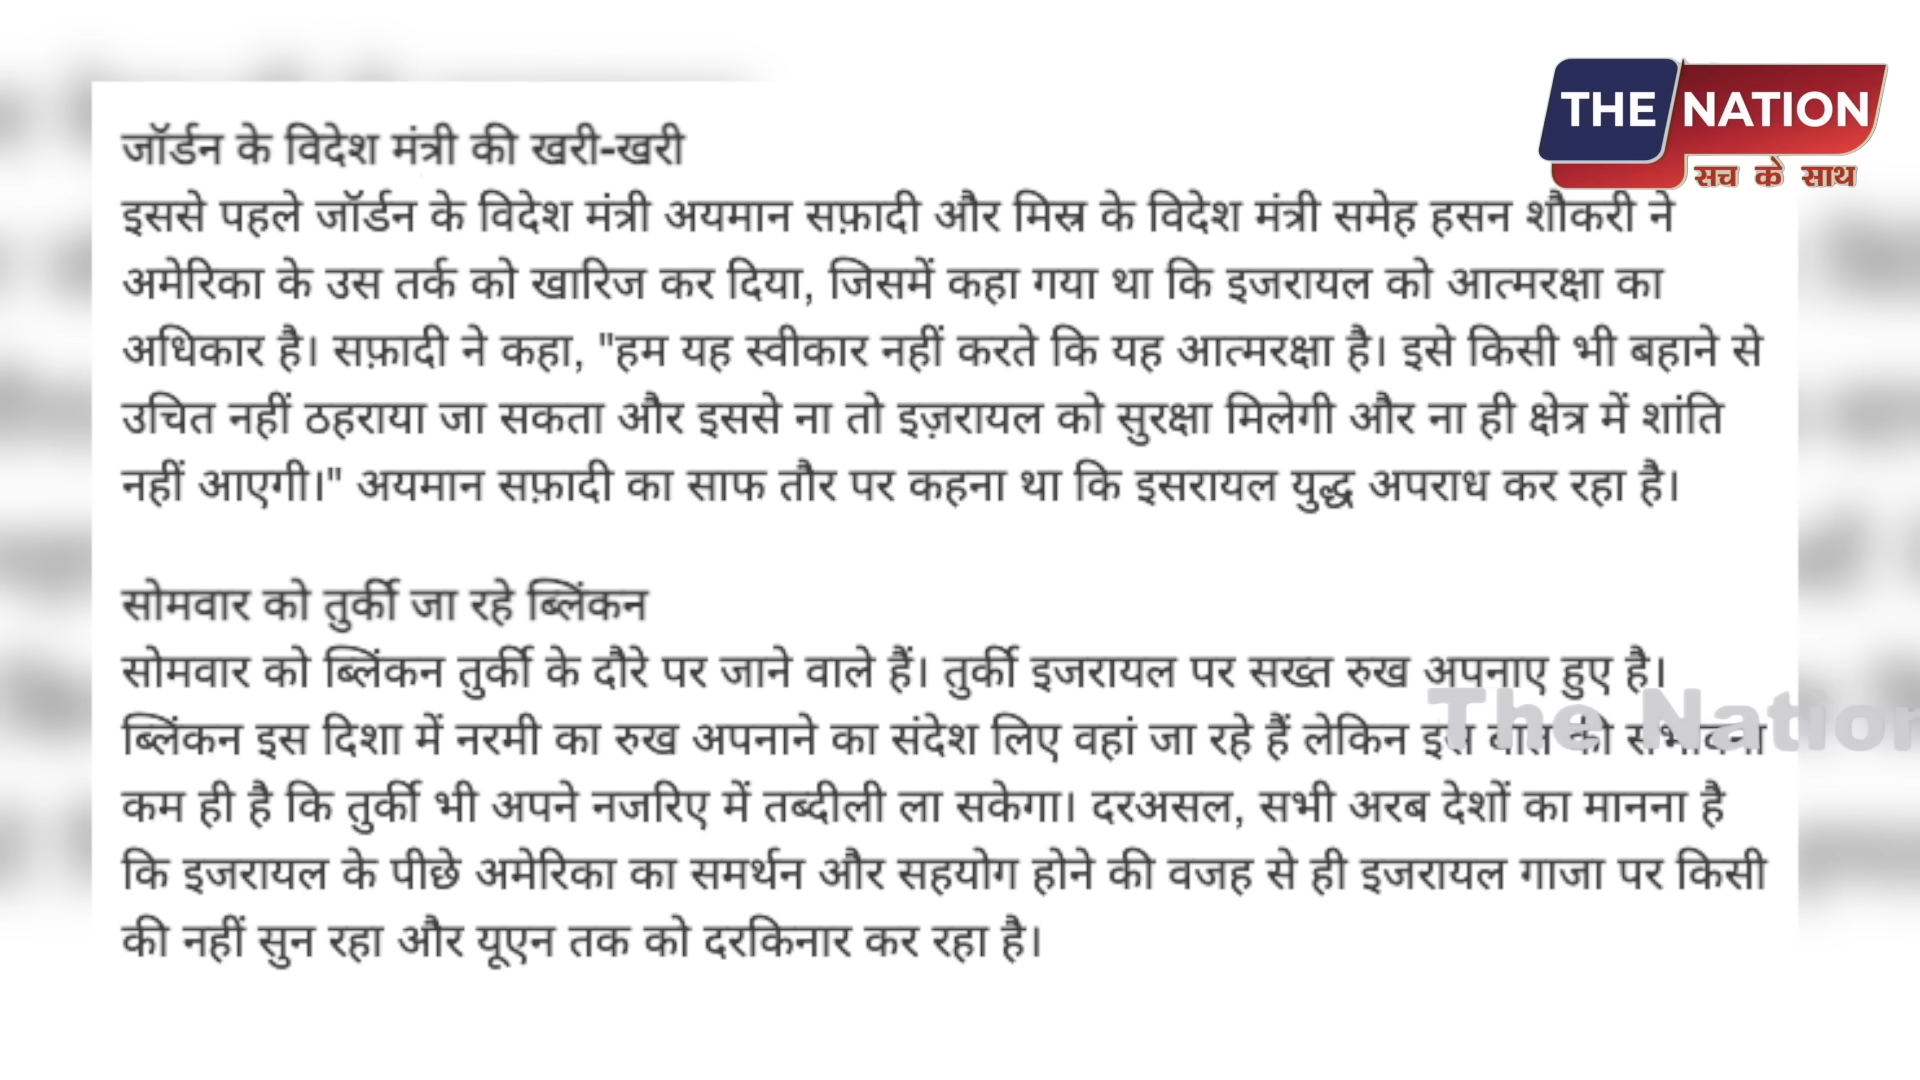 THE NATION
सच के साथ
जॉर्डन के विदेश मंत्री की खरी-खरी
इससे पहले जॉर्डन के विदेश मंत्री अयमान सफ़ादी और मिस्र के विदेश मंत्री समेह हसन शौकरी ने
अमेरिका के उस तर्क को खारिज कर दिया, जिसमें कहा गया था कि इजरायल को आत्मरक्षा का
अधिकार है। सफ़ादी ने कहा, "हम यह स्वीकार नहीं करते कि यह आत्मरक्षा है। इसे किसी भी बहाने से
उचित नहीं ठहराया जा सकता और इससे ना तो इज़रायल को सुरक्षा मिलेगी और ना ही क्षेत्र में शांति
नहीं आएगी।" अयमान सफ़ादी का साफ तौर पर कहना था कि इसरायल युद्ध अपराध कर रहा है।
सोमवार को तुर्की जा रहे ब्लिंकन
सोमवार को ब्लिंकन तुर्की के दौरे पर जाने वाले हैं। तुर्की इजरायल पर सख्त रुख अपनाए हुए है।
ब्लिंकन इस दिशा में नरमी का रुख अपनाने का संदेश लिए वहां जा रहे हैं लेकिन इस बात की संभावना
कम ही है कि तुर्की भी अपने नजरिए में तब्दीली ला सकेगा। दरअसल, सभी अरब देशों का मानना है
कि इजरायल के पीछे अमेरिका का समर्थन और सहयोग होने की वजह से ही इजरायल गाजा पर किसी
की नहीं सुन रहा और यूएन तक को दरकिनार कर रहा है।
The Nation